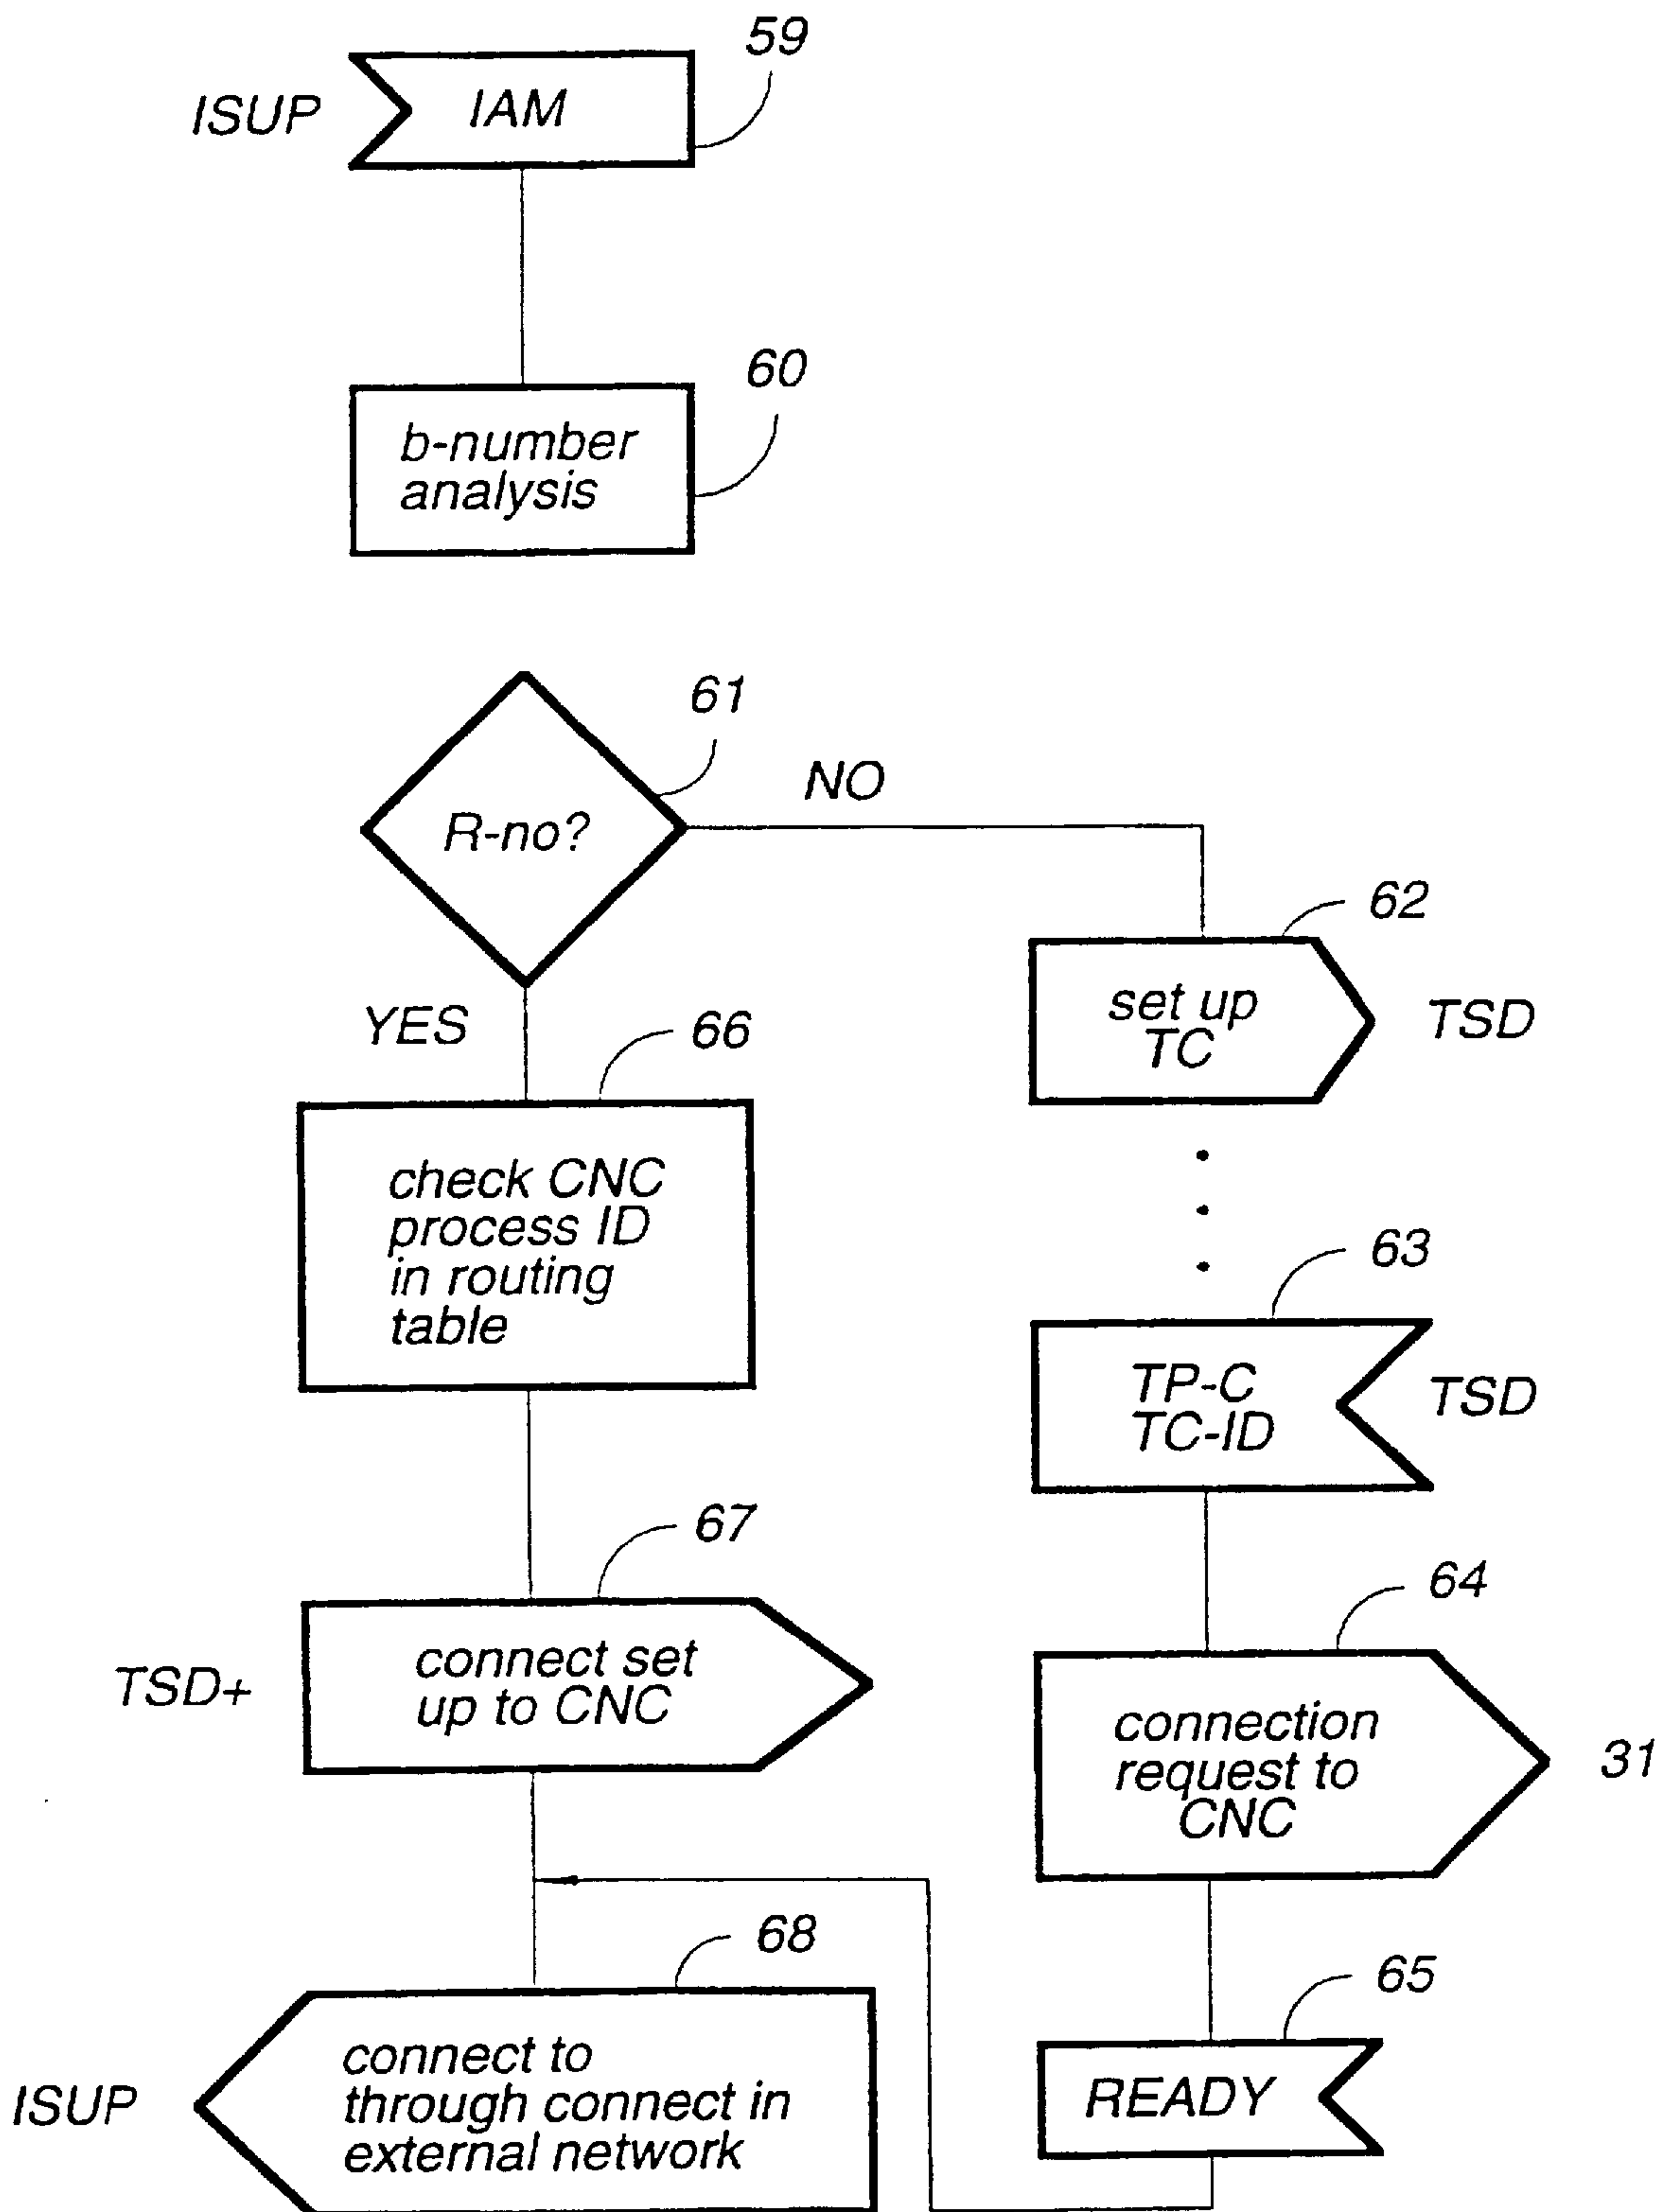 59
ISUP
IAM
60
b-number
analysis
61
NO
R-no?
62
YES
66
set up
TC
TSD
check CNC
process ID
in routing
table
63
TP-C
TC-ID
TSD
67
64
TSD+
connect set
up to CNC
connection
request to
CNC
31
68
65
ISUP
connect to
through connect in
external network
READY